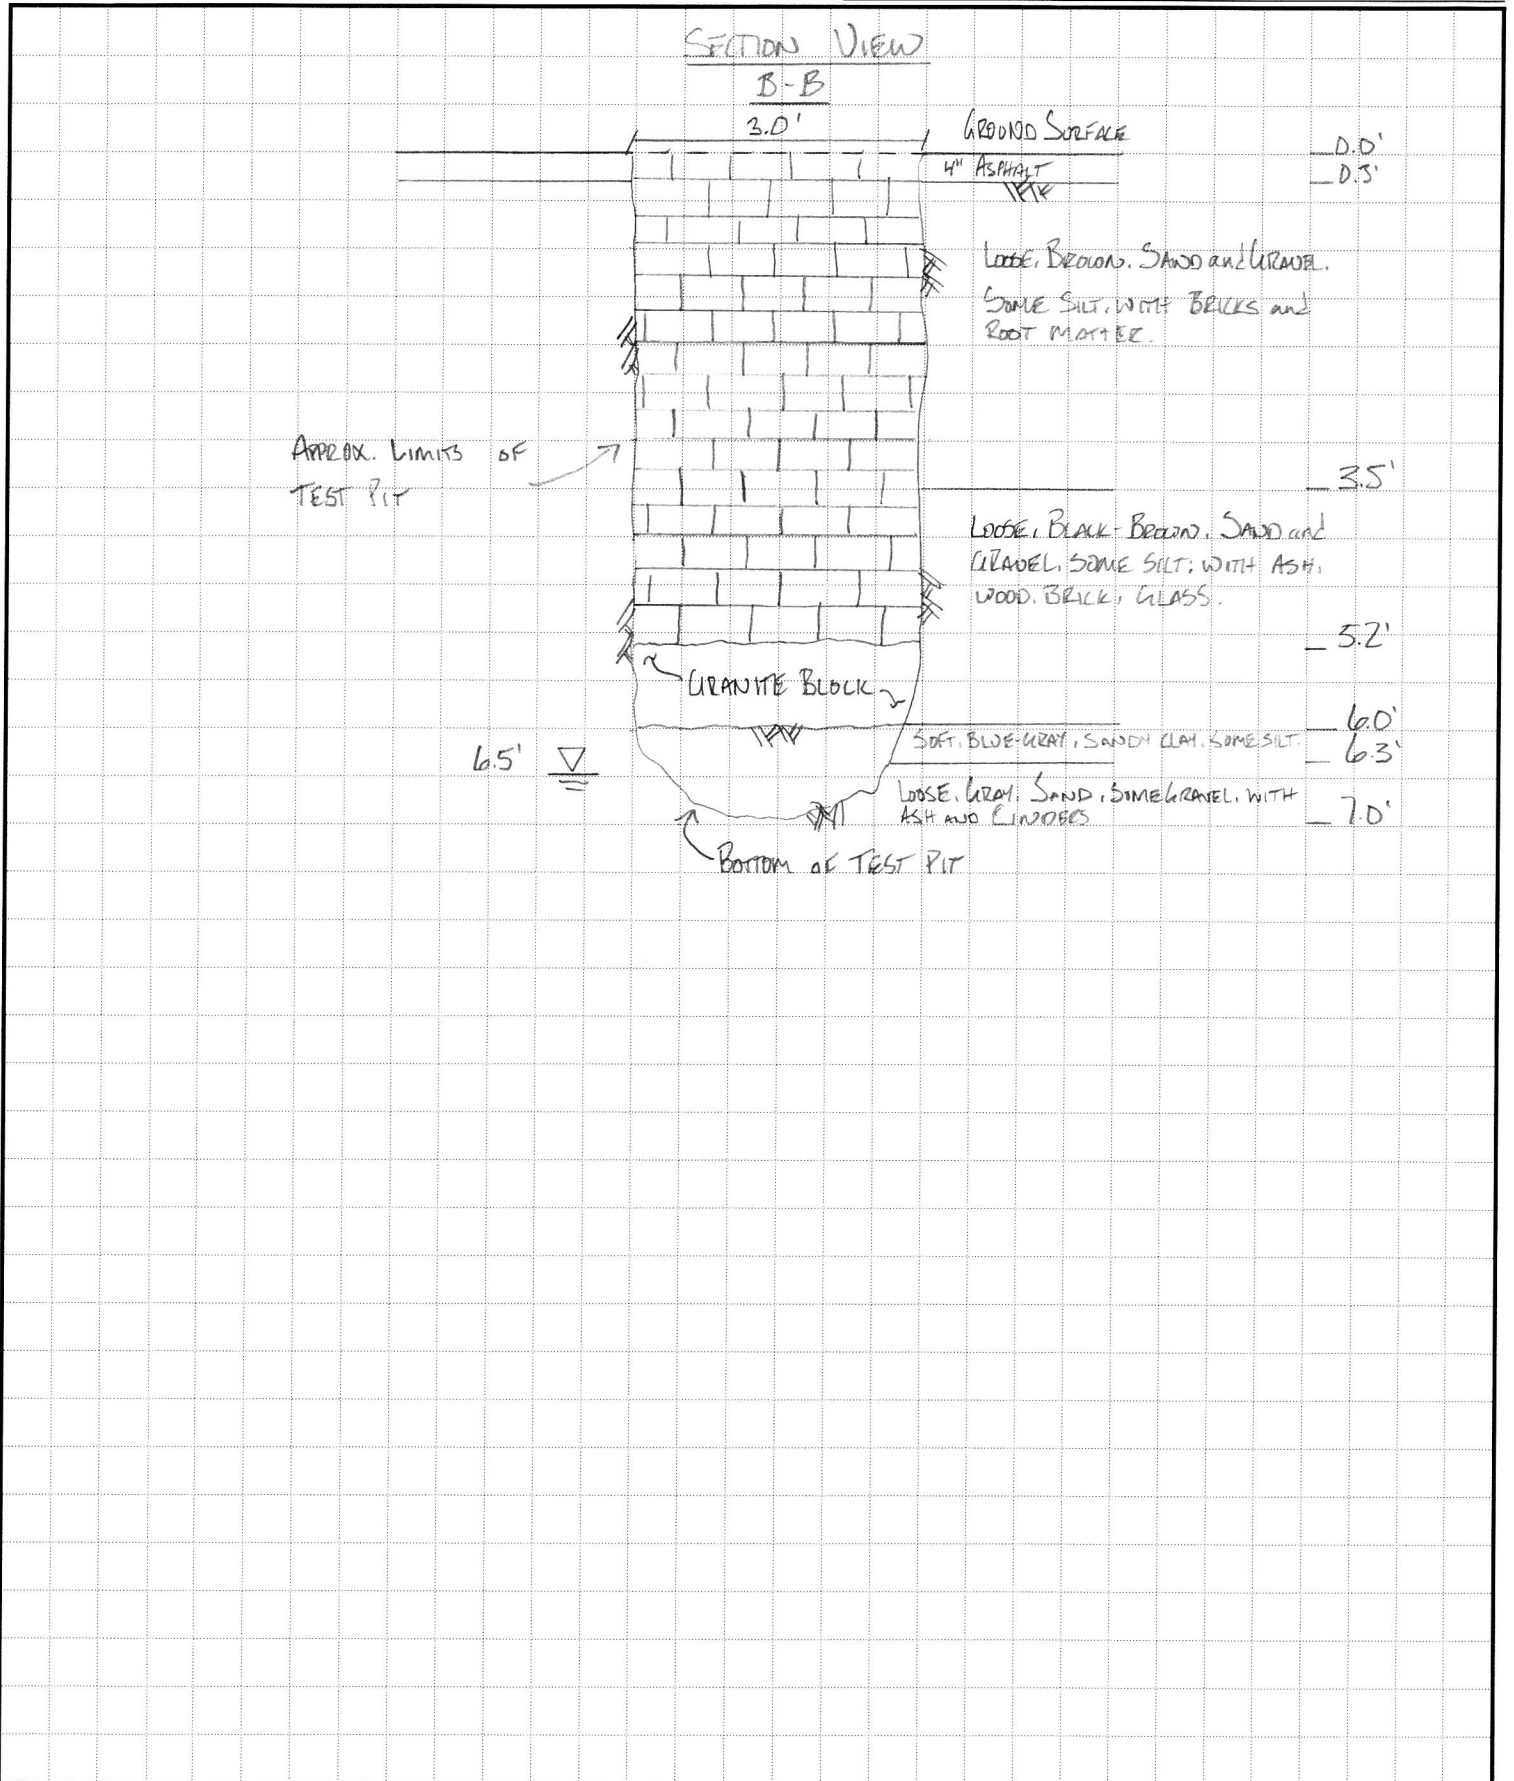 SECTION VIEW
B-B
3.0'
GROUND SURFACE
0.0'
4" ASPHALT
0.3'
LOOSE, BROWN, SAND and GRAVEL,
SOME SILT, WITH BRICKS and
ROOT MATTER.
APPROX. LIMITS OF
TEST PIT
3.5'
LOOSE, BLACK-BROWN, SAND and
GRAVEL, SOME SILT; WITH ASH,
WOOD, BRICK, GLASS.
5.2'
GRANITE BLOCK
6.0'
SOFT, BLUE-GRAY, SANDY CLAY, SOME SILT.
6.3'
6.5'
LOOSE, GRAY, SAND, SOME GRAVEL, WITH
ASH AND CINDERS
7.0'
BOTTOM OF TEST PIT